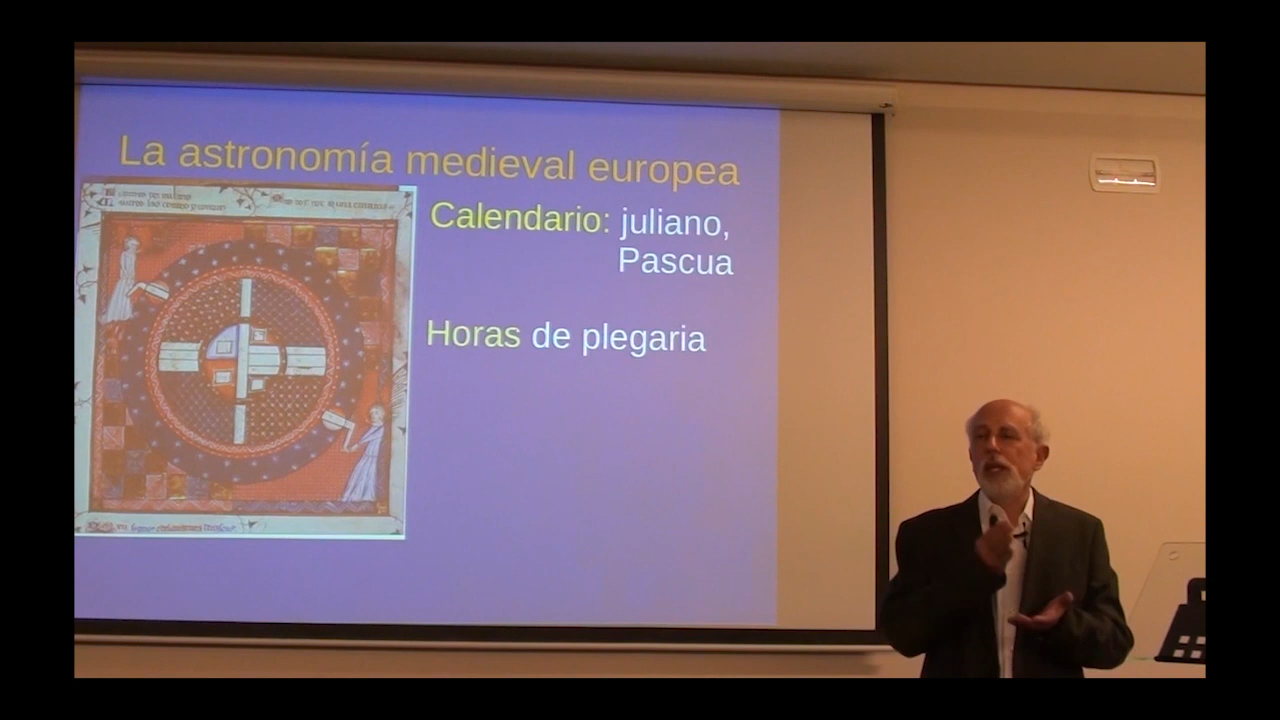 La astronomía medieval europea
Calendario: juliano,
Pascua
Horas de plegaria